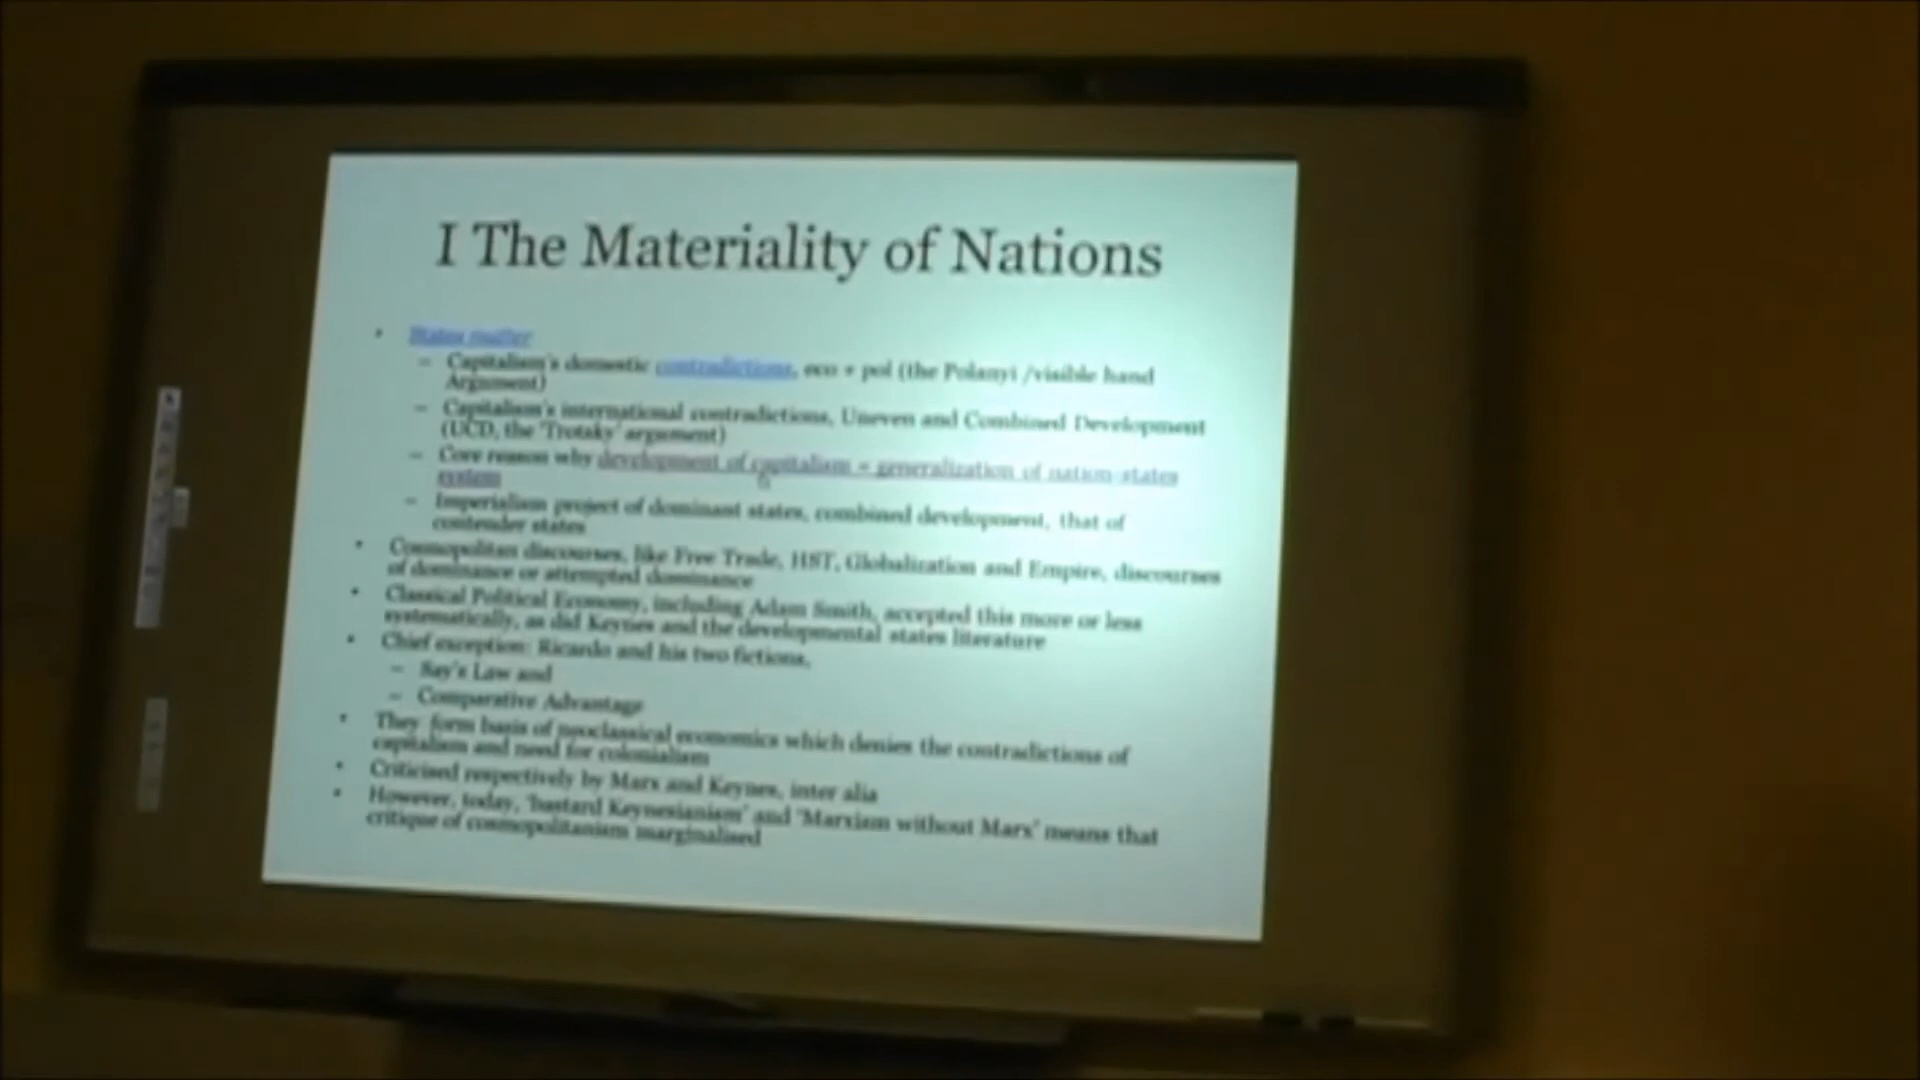 I The Materiality of Nations
• States matter
– Capitalism's domestic contradictions, eco + pol (the Polanyi /visible hand
Argument)
– Capitalism's international contradictions, Uneven and Combined Development
(UCD, the 'Trotsky' argument)
– Core reason why development of capitalism = generalization of nation-states
system
– Imperialism project of dominant states, combined development, that of
contender states
• Cosmopolitan discourses, like Free Trade, HST, Globalization and Empire, discourses
of dominance or attempted dominance
• Classical Political Economy, including Adam Smith, accepted this more or less
systematically, as did Keynes and the developmental states literature
• Chief exception: Ricardo and his two fictions,
– Say's Law and
– Comparative Advantage
• They form basis of neoclassical economics which denies the contradictions of
capitalism and need for colonialism
• Criticised respectively by Marx and Keynes, inter alia
• However, today, 'bastard Keynesianism' and 'Marxism without Marx' means that
critique of cosmopolitanism marginalised